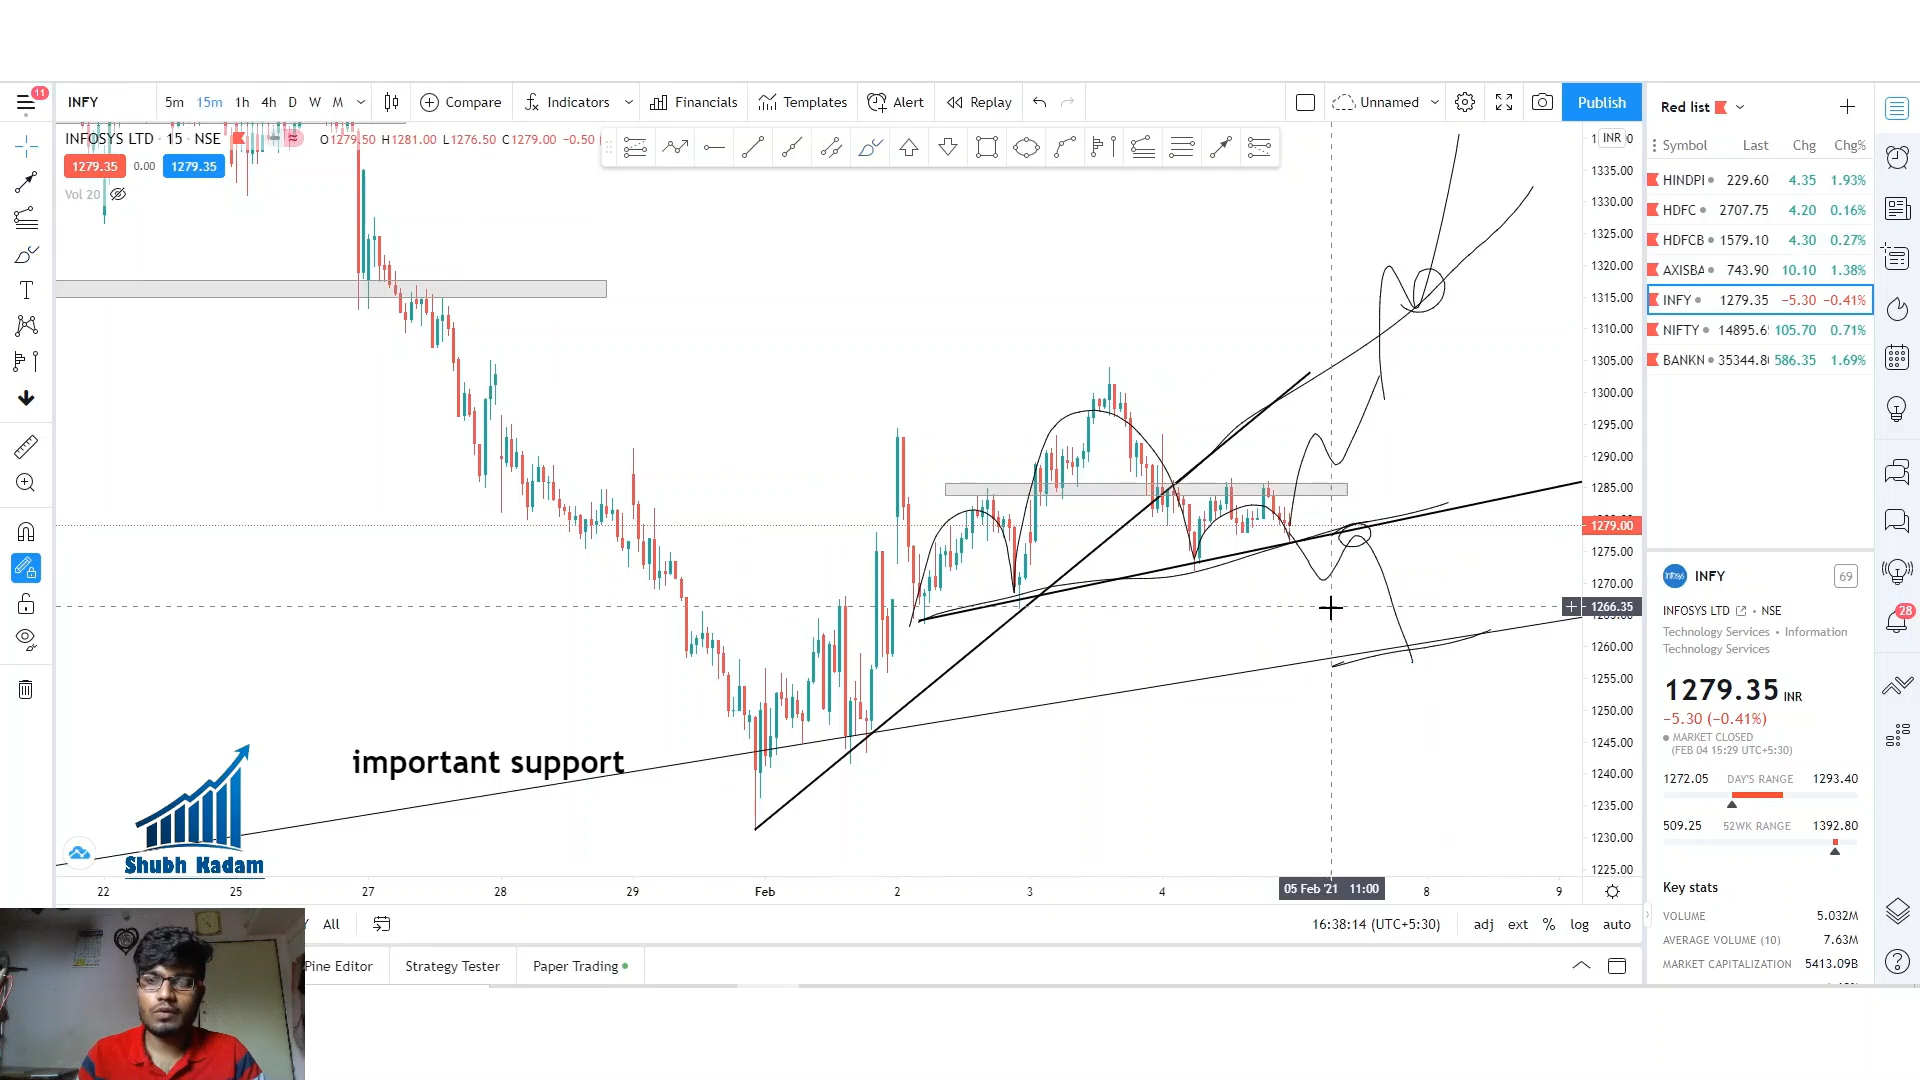 11
INFY
5m 15m 1h 4h D W M
Compare
Indicators
Financials
Templates
Alert
Replay
Unnamed
Publish
INFOSYS LTD · 15 · NSE
O1279.50 H1281.00 L1276.50 C1279.00 −0.50
1279.35 0.00 1279.35
Vol 20
INR
1335.00
1330.00
1325.00
1320.00
1315.00
1310.00
1305.00
1300.00
1295.00
1290.00
1285.00
1279.00
1275.00
1270.00
1266.35
1260.00
1255.00
1250.00
1245.00
1240.00
1235.00
1230.00
1225.00
important support
Shubh Kadam
22 25 27 28 29 Feb 2 3 4 05 Feb '21 11:00 8 9
All
16:38:14 (UTC+5:30) adj ext % log auto
Pine Editor Strategy Tester Paper Trading
Red list
Symbol Last Chg Chg%
HINDPI 229.60 4.35 1.93%
HDFC 2707.75 4.20 0.16%
HDFCB 1579.10 4.30 0.27%
AXISBA 743.90 10.10 1.38%
INFY 1279.35 −5.30 −0.41%
NIFTY 14895.6 105.70 0.71%
BANKN 35344.8 586.35 1.69%
INFY 69
INFOSYS LTD • NSE
Technology Services • Information
Technology Services
1279.35 INR
−5.30 (−0.41%)
MARKET CLOSED
(FEB 04 15:29 UTC+5:30)
1272.05 DAY'S RANGE 1293.40
509.25 52WK RANGE 1392.80
Key stats
VOLUME 5.032M
AVERAGE VOLUME (10) 7.63M
MARKET CAPITALIZATION 5413.09B
28